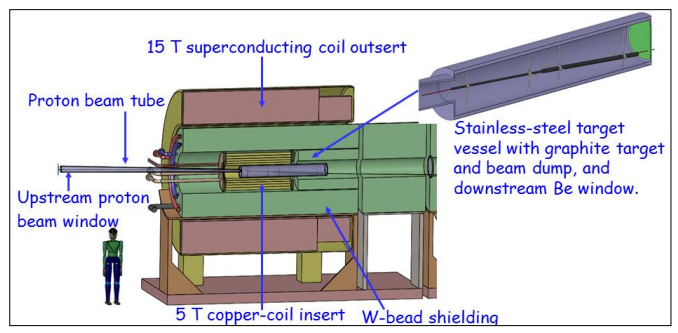 15 T superconducting coil outsert
Proton beam tube
Stainless-steel target
vessel with graphite target
and beam dump, and
downstream Be window.
Upstream proton
beam window
5 T copper-coil insert
W-bead shielding